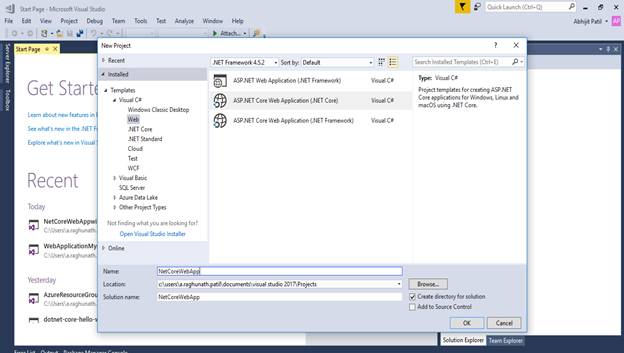 Start Page - Microsoft Visual Studio
Quick Launch (Ctrl+Q)
File Edit View Project Debug Team Tools Test Analyze Window Help
Abhijit Patil
AP
Attach...
Server Explorer
Toolbox
Start Page
Get Starte
Learn about new features in
See what's new in the .NET F
Explore what's new in Visual
Recent
Today
NetCoreWebAppwi
C:\Users\a.raghuna
WebApplicationMy
C:\Users\a.raghuna
Yesterday
AzureResourceGrou
C:\Users\a.raghuna
dotnet-core-hello-w
New Project
Recent
Installed
Templates
Visual C#
Windows Classic Desktop
Web
.NET Core
.NET Standard
Cloud
Test
WCF
Visual Basic
SQL Server
Azure Data Lake
Other Project Types
Not finding what you are looking for?
Open Visual Studio Installer
Online
.NET Framework 4.5.2
Sort by: Default
Search Installed Templates (Ctrl+E)
ASP.NET Web Application (.NET Framework) Visual C#
ASP.NET Core Web Application (.NET Core) Visual C#
ASP.NET Core Web Application (.NET Framework) Visual C#
Type: Visual C#
Project templates for creating ASP.NET
Core applications for Windows, Linux and
macOS using .NET Core.
Name: NetCoreWebApp
Location: c:\users\a.raghunath.patil\documents\visual studio 2017\Projects
Browse...
Solution name: NetCoreWebApp
Create directory for solution
Add to Source Control
OK Cancel
Solution Explorer Team Explorer
Error List Output Package Manager Console